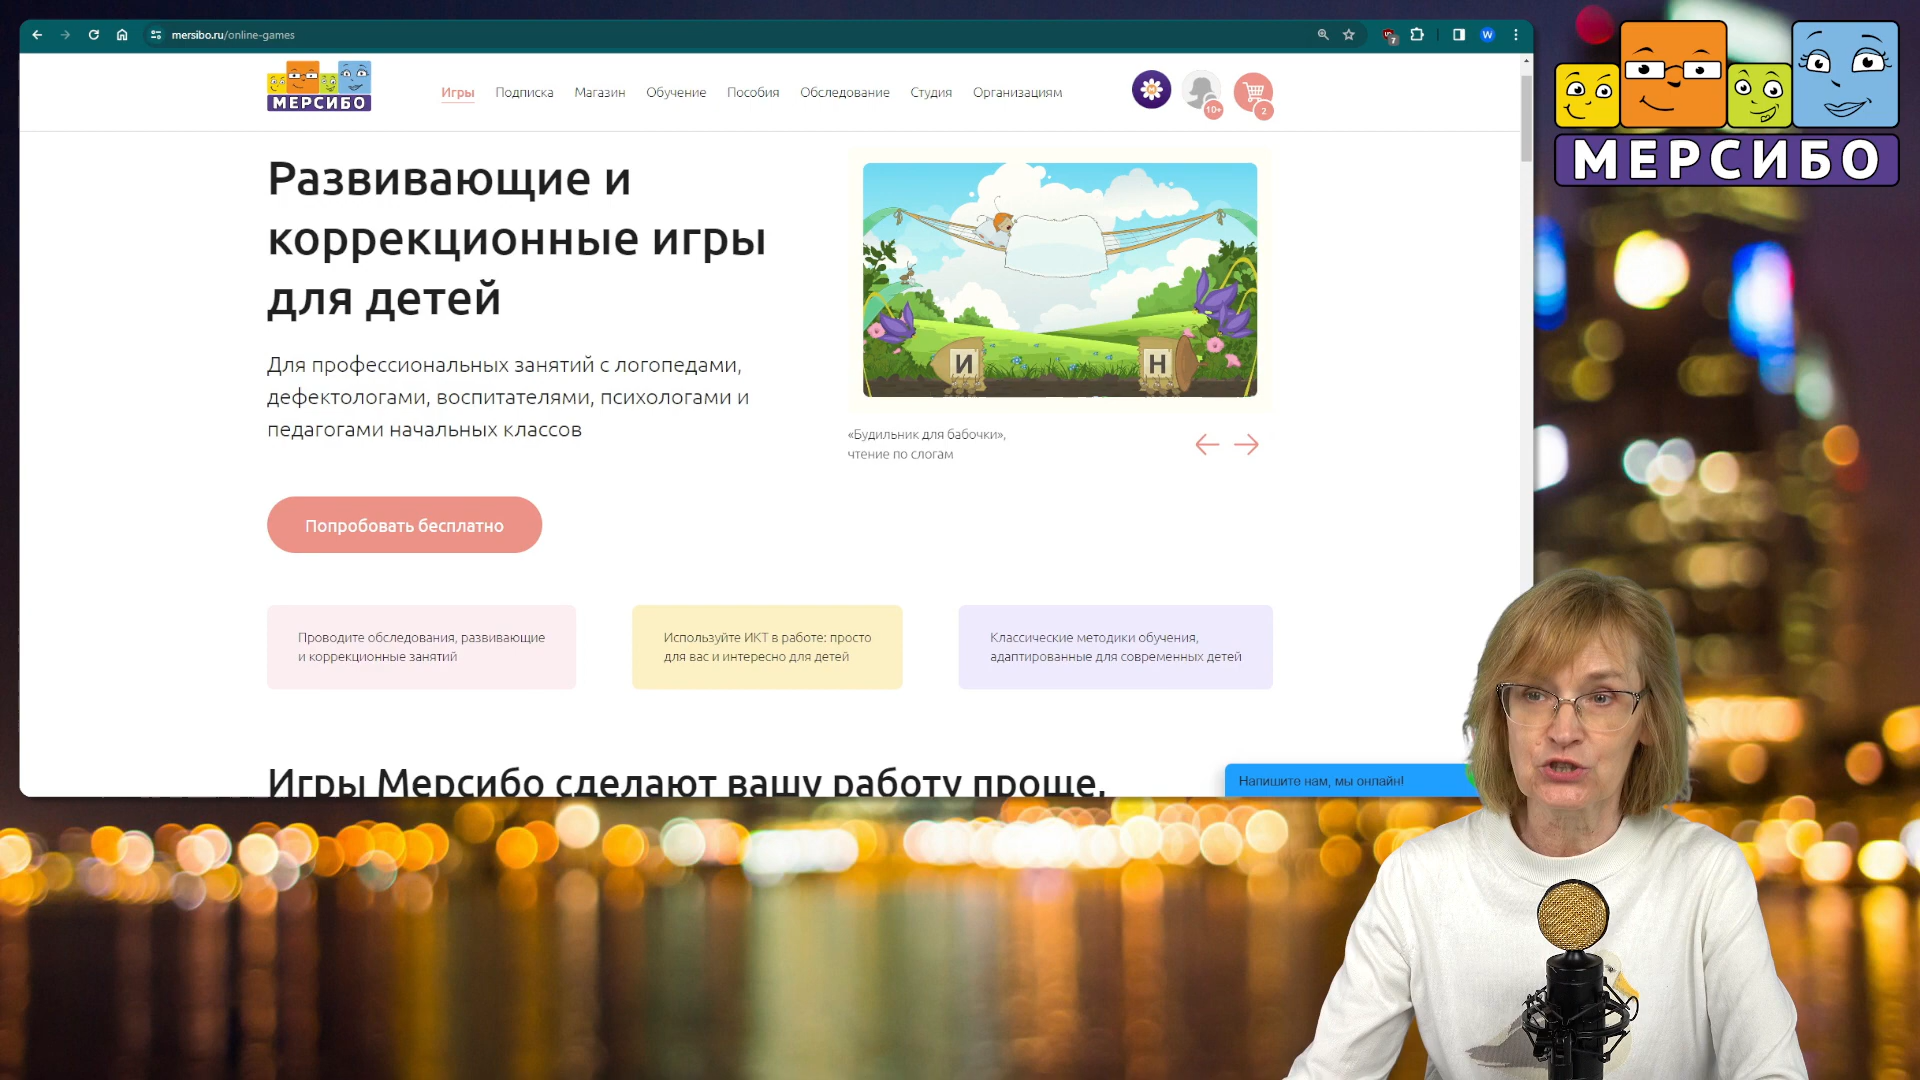 mersibo.ru/online-games
7
W
МЕРСИБО
Игры
Подписка
Магазин
Обучение
Пособия
Обследование
Студия
Организациям
М
10+
2
МЕРСИБО
Развивающие и
коррекционные игры
для детей
Для профессиональных занятий с логопедами,
дефектологами, воспитателями, психологами и
педагогами начальных классов
И
Н
«Будильник для бабочки»,
чтение по слогам
Попробовать бесплатно
Проводите обследования, развивающие
и коррекционные занятий
Используйте ИКТ в работе: просто
для вас и интересно для детей
Классические методики обучения,
адаптированные для современных детей
Игры Мерсибо сделают вашу работу проще,
Напишите нам, мы онлайн!